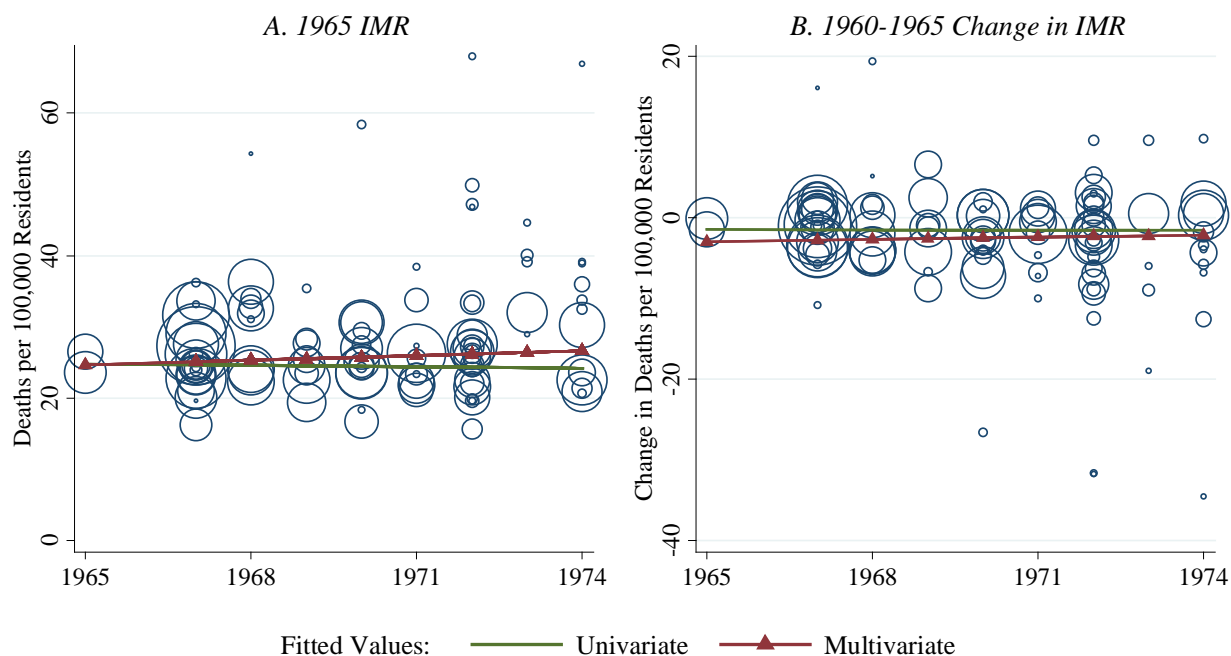 A. 1965 IMR
Deaths per 100,000 Residents
60
40
20
0
1965 1968 1971 1974
B. 1960-1965 Change in IMR
Change in Deaths per 100,000 Residents
20
0
-20
-40
1965 1968 1971 1974
Fitted Values: Univariate Multivariate